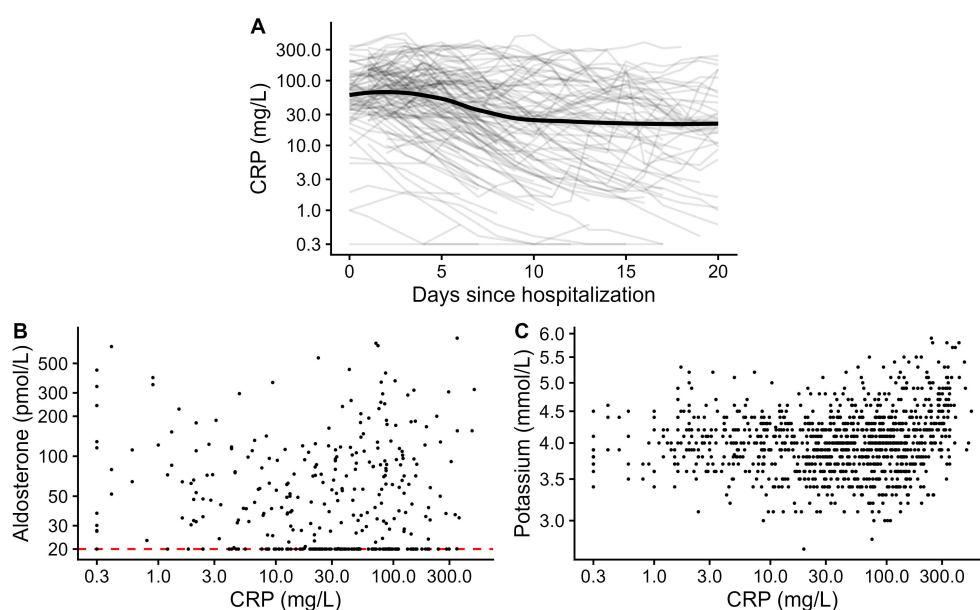 A
300.0
100.0
30.0
10.0
3.0
1.0
0.3
CRP (mg/L)
0 5 10 15 20
Days since hospitalization
B
500
300
200
100
50
30
20
Aldosterone (pmol/L)
0.3 1.0 3.0 10.0 30.0 100.0 300.0
CRP (mg/L)
C
6.0
5.5
5.0
4.5
4.0
3.5
3.0
Potassium (mmol/L)
0.3 1.0 3.0 10.0 30.0 100.0 300.0
CRP (mg/L)